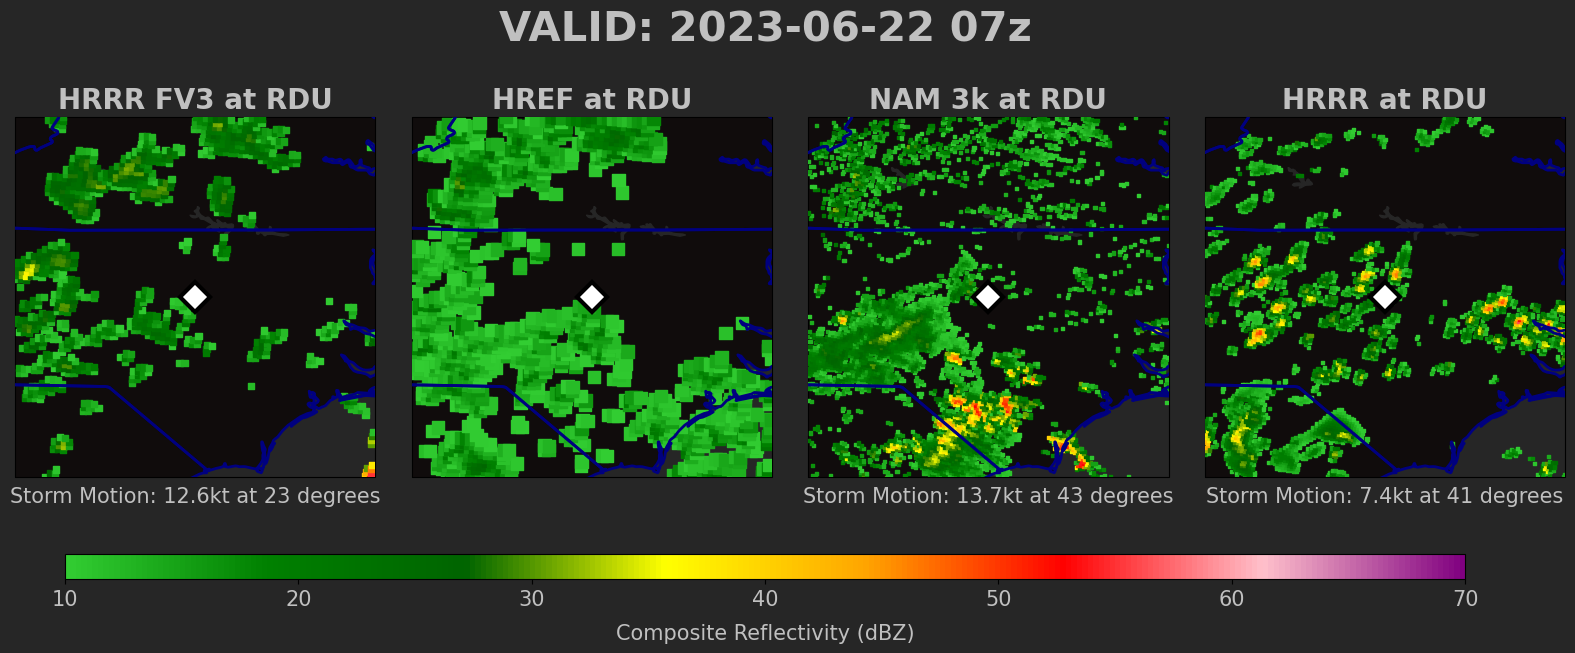 VALID: 2023-06-22 07z
HRRR FV3 at RDU
HREF at RDU
NAM 3k at RDU
HRRR at RDU
Storm Motion: 12.6kt at 23 degrees
Storm Motion: 13.7kt at 43 degrees
Storm Motion: 7.4kt at 41 degrees
10 20 30 40 50 60 70
Composite Reflectivity (dBZ)